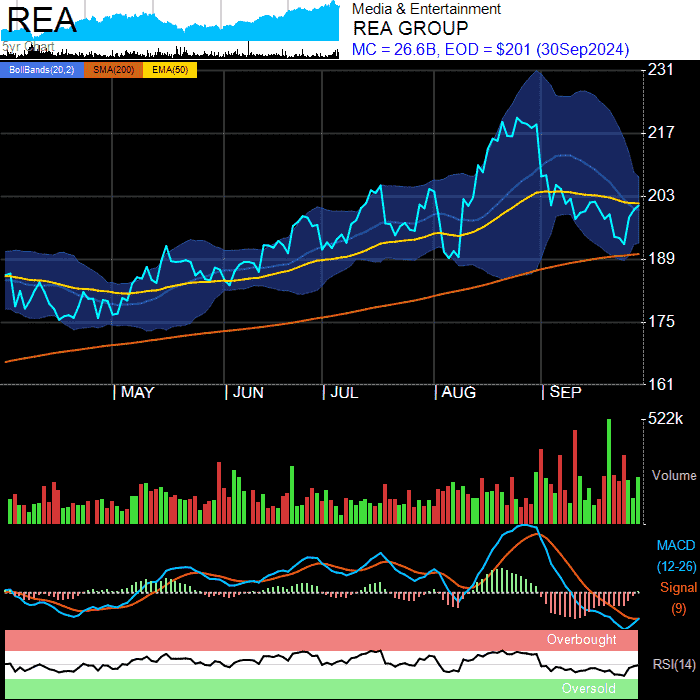 REA
5yr Chart
Media & Entertainment
REA GROUP
MC = 26.6B, EOD = $201 (30Sep2024)
BollBands(20,2) SMA(200) EMA(50)
231
217
203
189
175
161
MAY JUN JUL AUG SEP
522k
Volume
MACD
(12-26)
Signal
(9)
Overbought
RSI(14)
Oversold